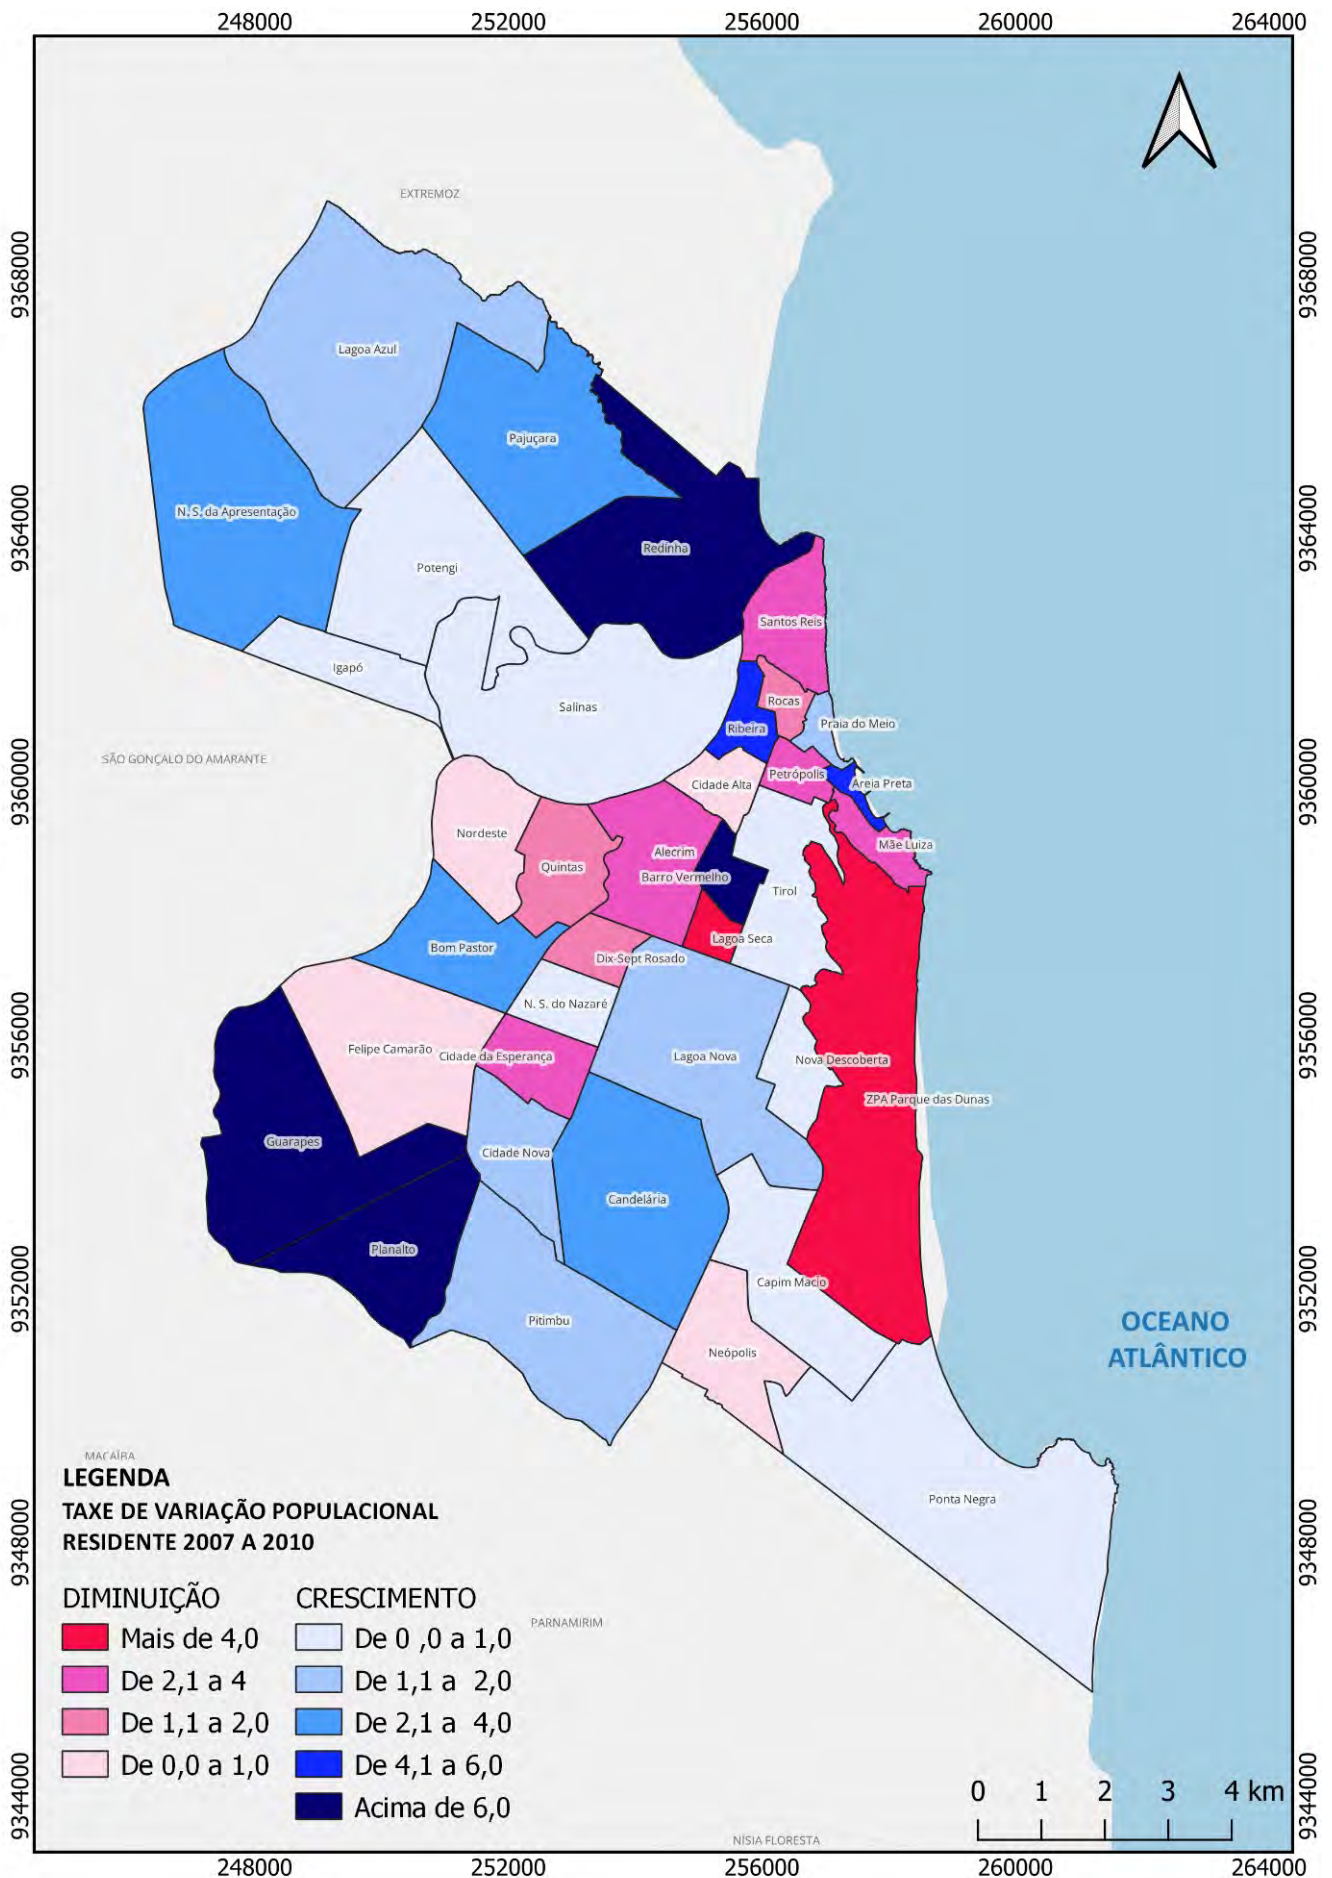 248000
252000
256000
260000
264000
9368000
9368000
EXTREMOZ
Lagoa Azul
Pajuçara
N. S. da Apresentação
9364000
9364000
Redinha
Potengi
Santos Reis
Igapó
Rocas
Salinas
Praia do Meio
Ribeira
SÃO GONÇALO DO AMARANTE
9360000
9360000
Petrópolis
Areia Preta
Cidade Alta
Nordeste
Mãe Luiza
Alecrim
Quintas
Barro Vermelho
Tirol
Lagoa Seca
Bom Pastor
Dix-Sept Rosado
N. S. do Nazaré
9356000
9356000
Felipe Camarão
Cidade da Esperança
Lagoa Nova
Nova Descoberta
ZPA Parque das Dunas
Guarapes
Cidade Nova
Candelária
Planalto
Capim Macio
9352000
9352000
Pitimbu
OCEANO
ATLÂNTICO
Neópolis
MACAÍBA
Ponta Negra
LEGENDA
TAXE DE VARIAÇÃO POPULACIONAL
RESIDENTE 2007 A 2010
9348000
9348000
DIMINUIÇÃO
Mais de 4,0
De 2,1 a 4
De 1,1 a 2,0
De 0,0 a 1,0
CRESCIMENTO
De 0 ,0 a 1,0
De 1,1 a 2,0
De 2,1 a 4,0
De 4,1 a 6,0
Acima de 6,0
PARNAMIRIM
9344000
9344000
0 1 2 3 4 km
NÍSIA FLORESTA
248000
252000
256000
260000
264000